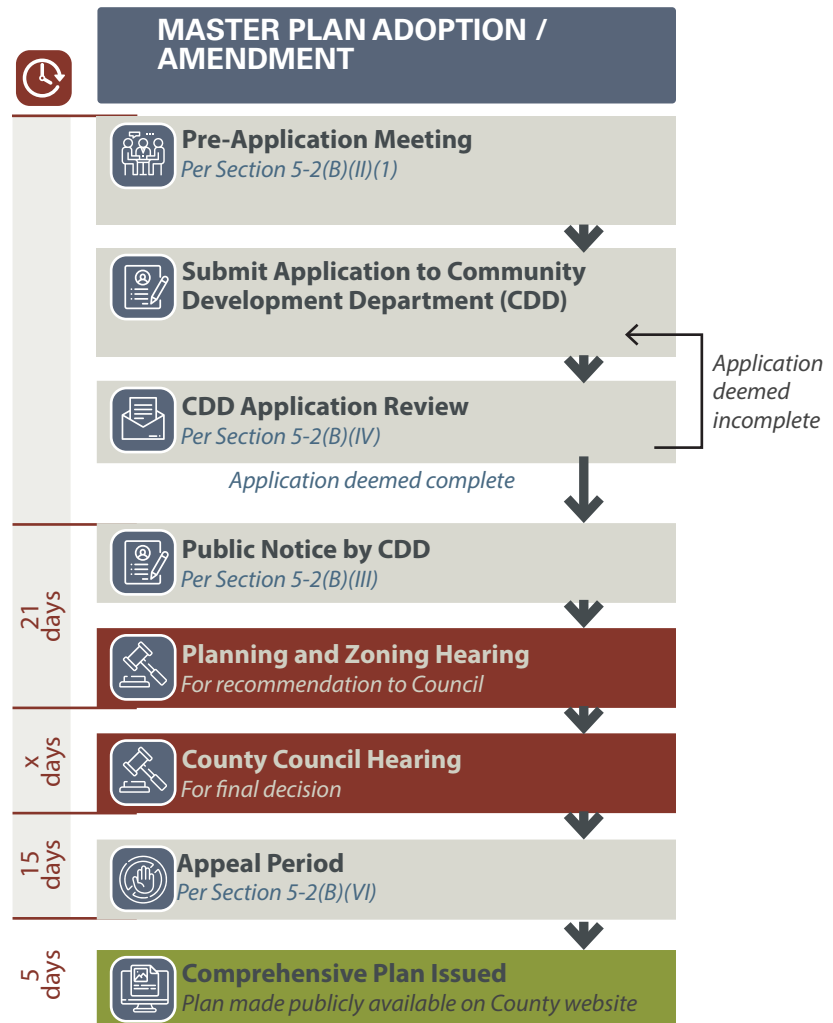 MASTER PLAN ADOPTION /
AMENDMENT
Pre-Application Meeting
Per Section 5-2(B)(II)(1)
Submit Application to Community
Development Department (CDD)
Application
deemed
incomplete
CDD Application Review
Per Section 5-2(B)(IV)
Application deemed complete
21
days
Public Notice by CDD
Per Section 5-2(B)(III)
Planning and Zoning Hearing
For recommendation to Council
x
days
County Council Hearing
For final decision
15
days
Appeal Period
Per Section 5-2(B)(VI)
5
days
Comprehensive Plan Issued
Plan made publicly available on County website